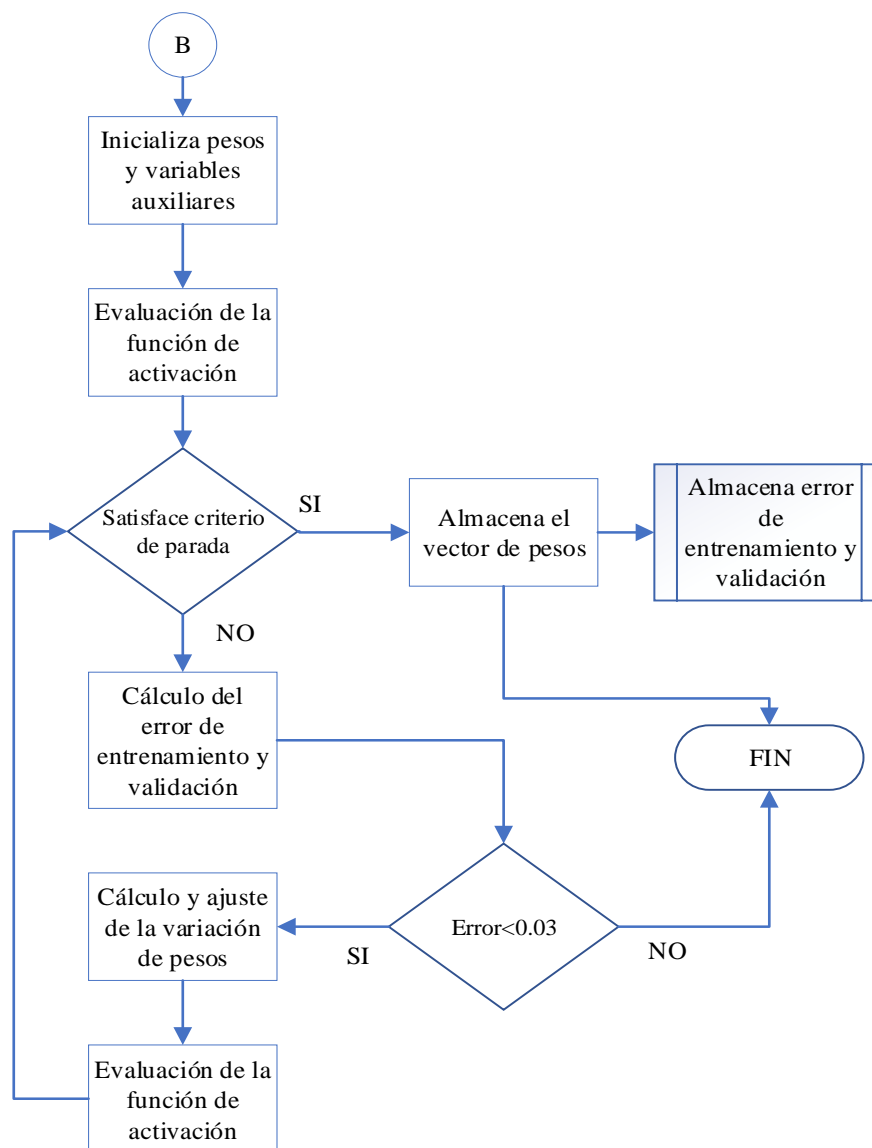 B
Inicializa pesos
y variables
auxiliares
Evaluación de la
función de
activación
Satisface criterio
de parada
SI
Almacena el
vector de pesos
Almacena error
de
entrenamiento y
validación
NO
Cálculo del
error de
entrenamiento y
validación
FIN
Cálculo y ajuste
de la variación
de pesos
SI
Error<0.03
NO
Evaluación de la
función de
activación